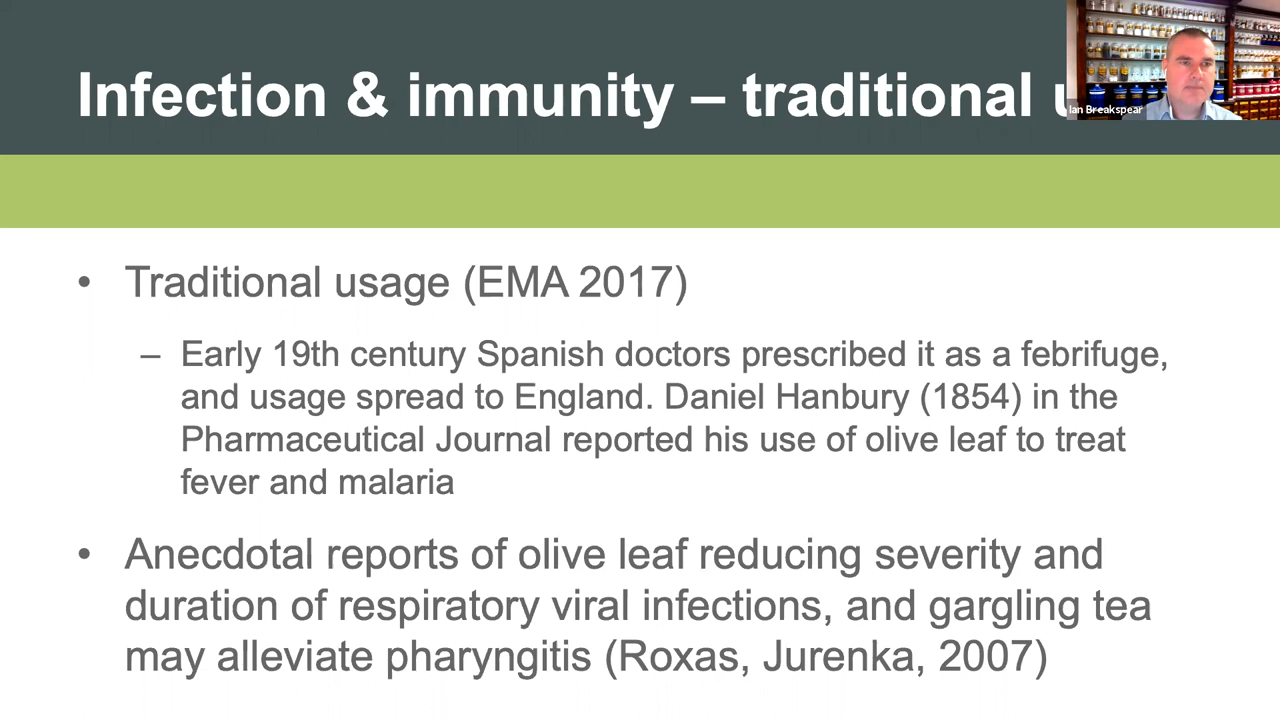 Infection & immunity – traditional
Ian Breakspear
• Traditional usage (EMA 2017)
– Early 19th century Spanish doctors prescribed it as a febrifuge,
and usage spread to England. Daniel Hanbury (1854) in the
Pharmaceutical Journal reported his use of olive leaf to treat
fever and malaria
• Anecdotal reports of olive leaf reducing severity and
duration of respiratory viral infections, and gargling tea
may alleviate pharyngitis (Roxas, Jurenka, 2007)